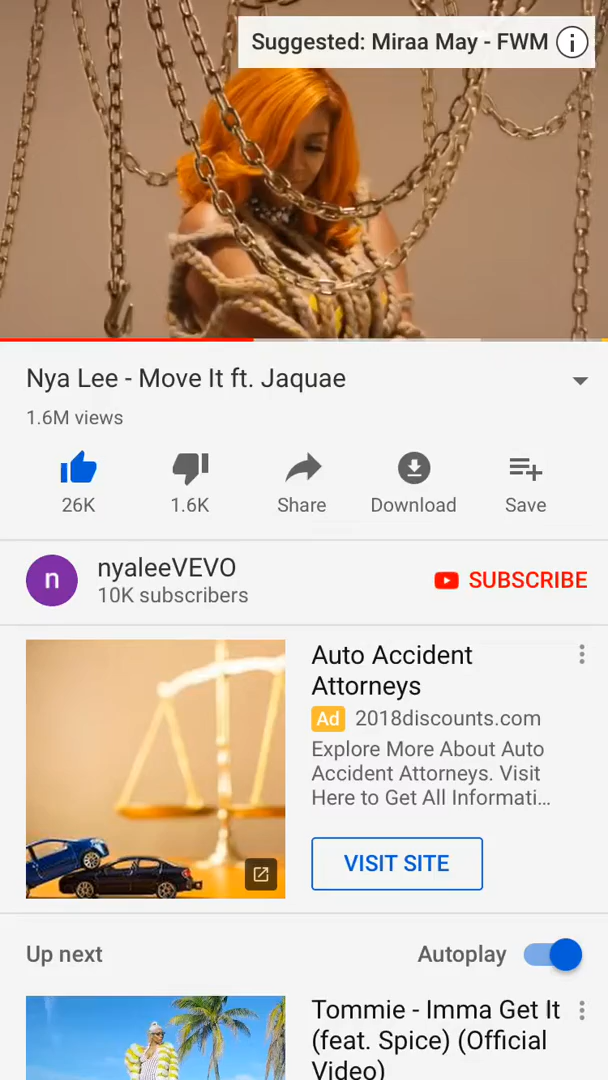 Suggested: Miraa May - FWM
Nya Lee - Move It ft. Jaquae
1.6M views
26K
1.6K
Share
Download
Save
n
nyaleeVEVO
10K subscribers
SUBSCRIBE
Auto Accident
Attorneys
Ad 2018discounts.com
Explore More About Auto
Accident Attorneys. Visit
Here to Get All Informati...
VISIT SITE
Up next
Autoplay
Tommie - Imma Get It
(feat. Spice) (Official
Video)